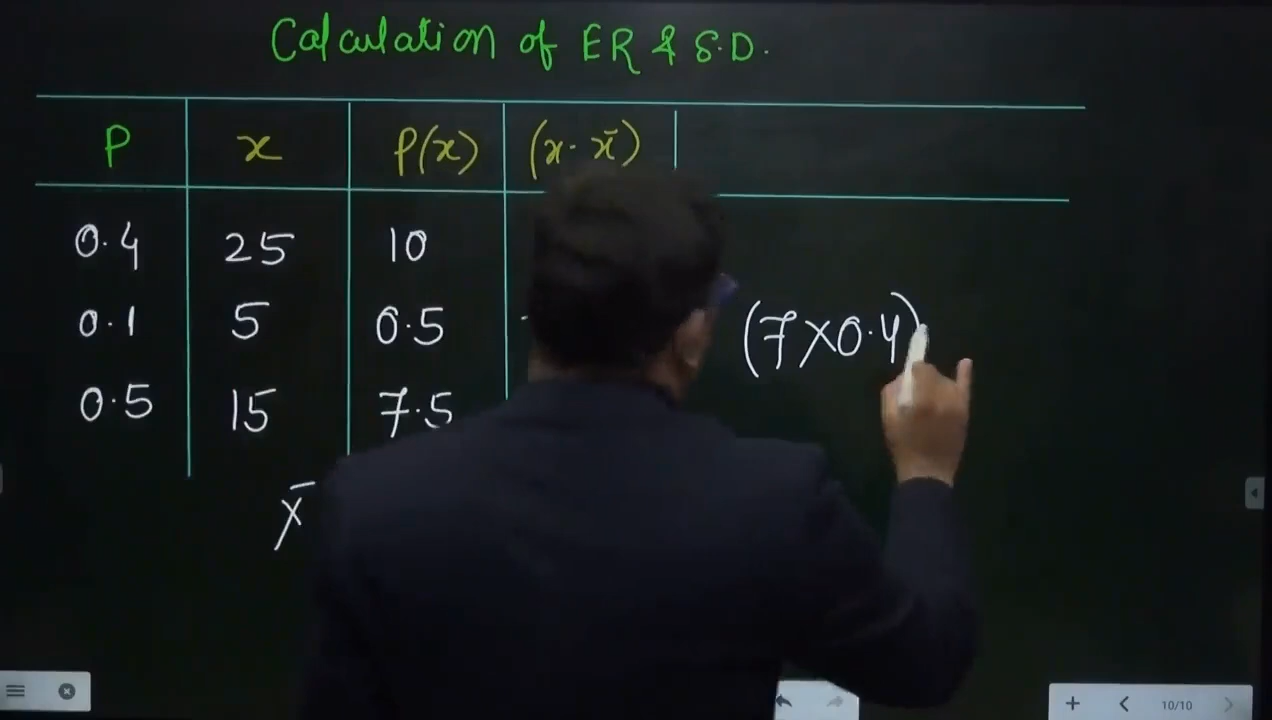 Calculation of ER & S.D.
P x P(x) (x - x̄)
0.4 25 10
0.1 5 0.5 (7×0.4)
0.5 15 7.5
x̄
10/10